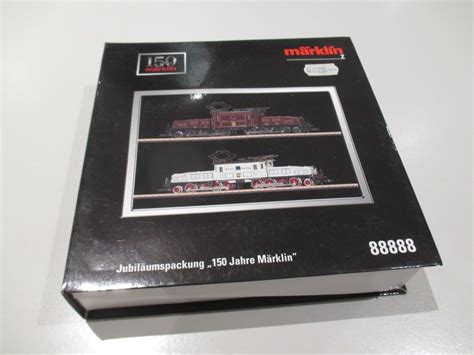 150
märklin
märklin
Z
Jubiläumspackung „150 Jahre Märklin“
88888